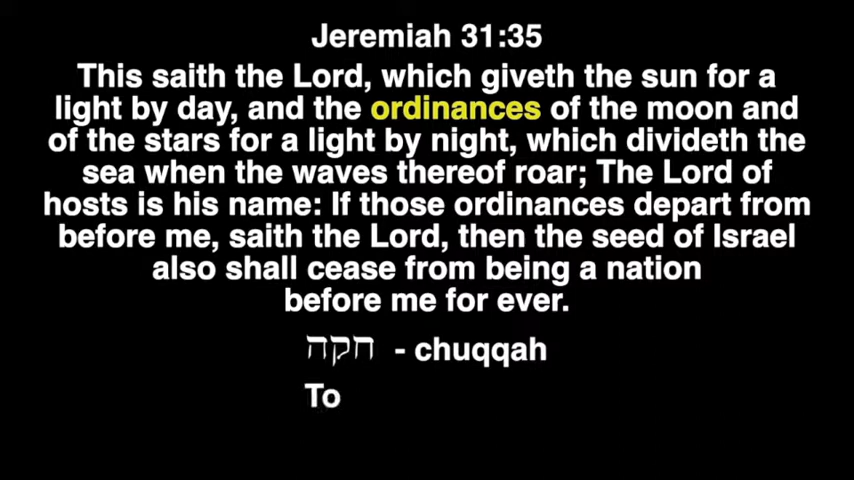 Jeremiah 31:35
This saith the Lord, which giveth the sun for a
light by day, and the ordinances of the moon and
of the stars for a light by night, which divideth the
sea when the waves thereof roar; The Lord of
hosts is his name: If those ordinances depart from
before me, saith the Lord, then the seed of Israel
also shall cease from being a nation
before me for ever.
חקה - chuqqah
To